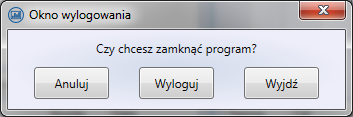 Okno wylogowania
Czy chcesz zamknąć program?
Anuluj
Wyloguj
Wyjdź